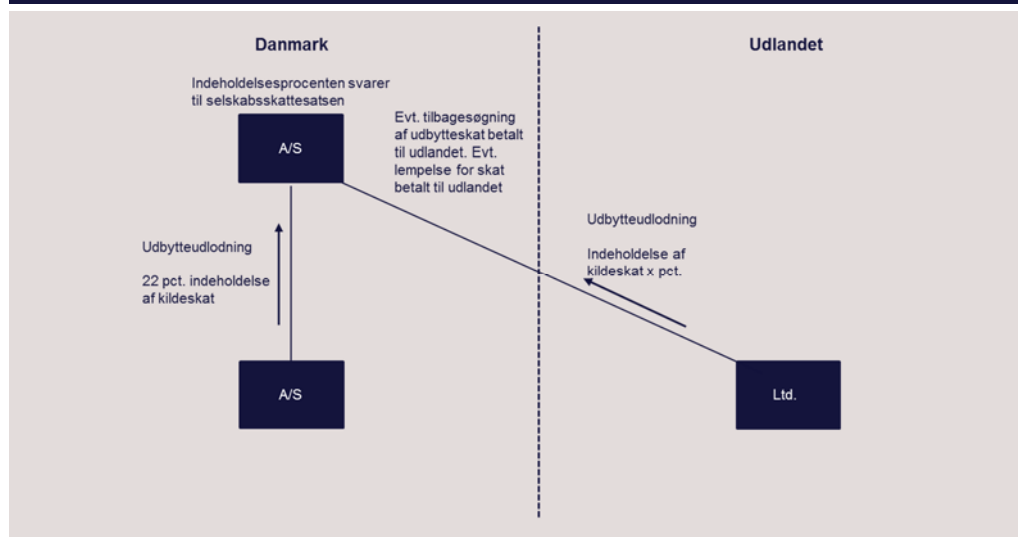 Danmark
Udlandet
Indeholdelsesprocenten svarer
til selskabsskattesatsen
A/S
Evt. tilbagesøgning
af udbytteskat betalt
til udlandet. Evt.
lempelse for skat
betalt til udlandet
Udbytteudlodning
Indeholdelse af
kildeskat x pct.
Udbytteudlodning
22 pct. indeholdelse
af kildeskat
A/S
Ltd.